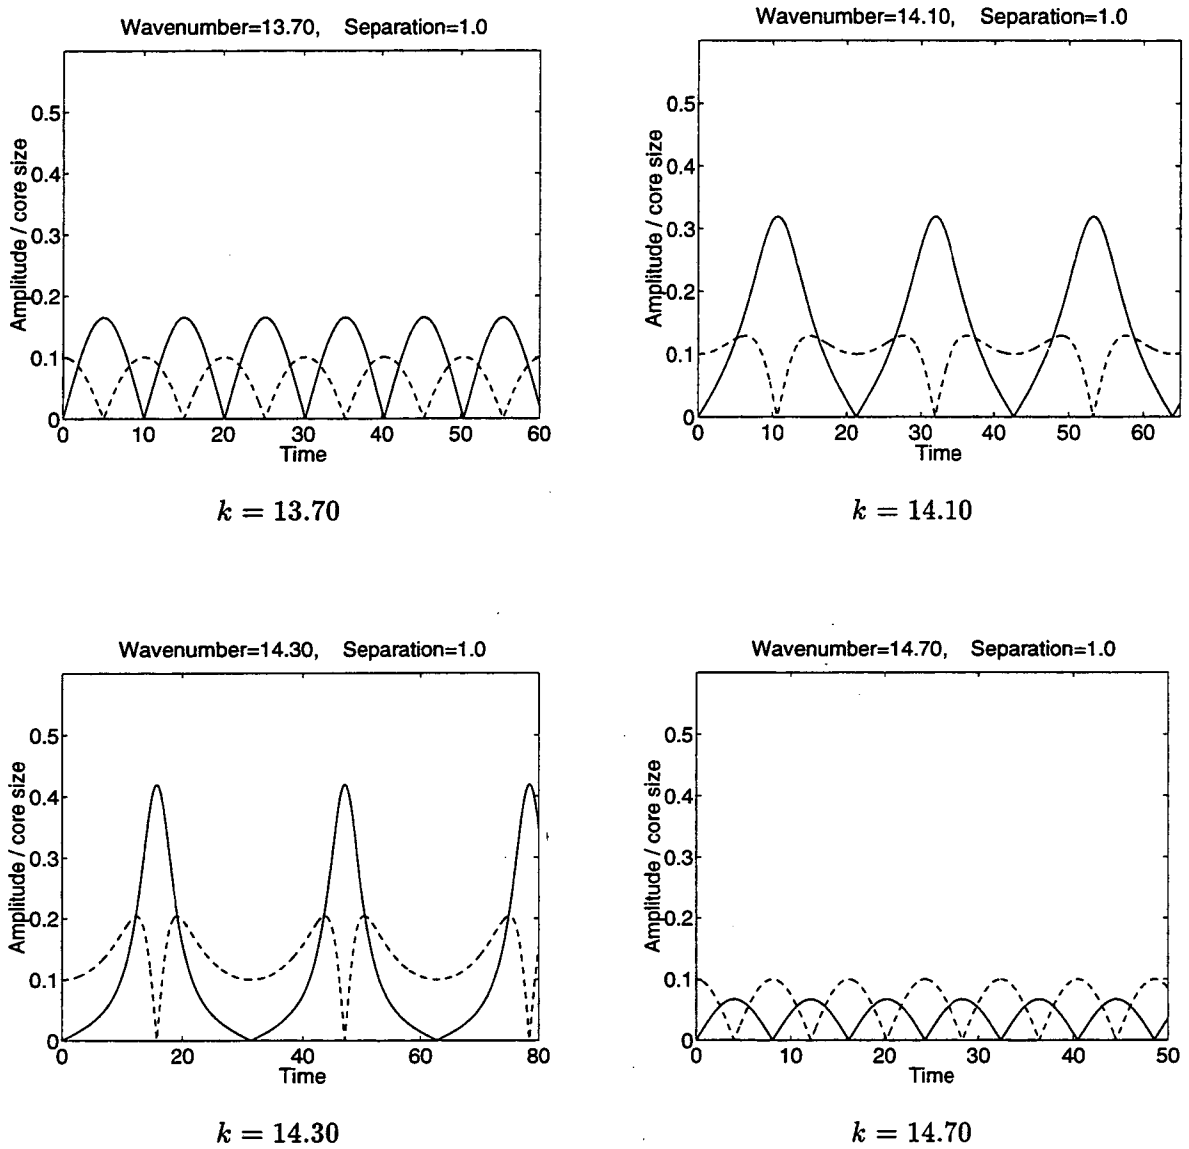 Wavenumber=13.70, Separation=1.0
Amplitude / core size
0.5
0.4
0.3
0.2
0.1
0
0 10 20 30 40 50 60
Time
k = 13.70
Wavenumber=14.10, Separation=1.0
Amplitude / core size
0.5
0.4
0.3
0.2
0.1
0
0 10 20 30 40 50 60
Time
k = 14.10
Wavenumber=14.30, Separation=1.0
Amplitude / core size
0.5
0.4
0.3
0.2
0.1
0
0 20 40 60 80
Time
k = 14.30
Wavenumber=14.70, Separation=1.0
Amplitude / core size
0.5
0.4
0.3
0.2
0.1
0
0 10 20 30 40 50
Time
k = 14.70